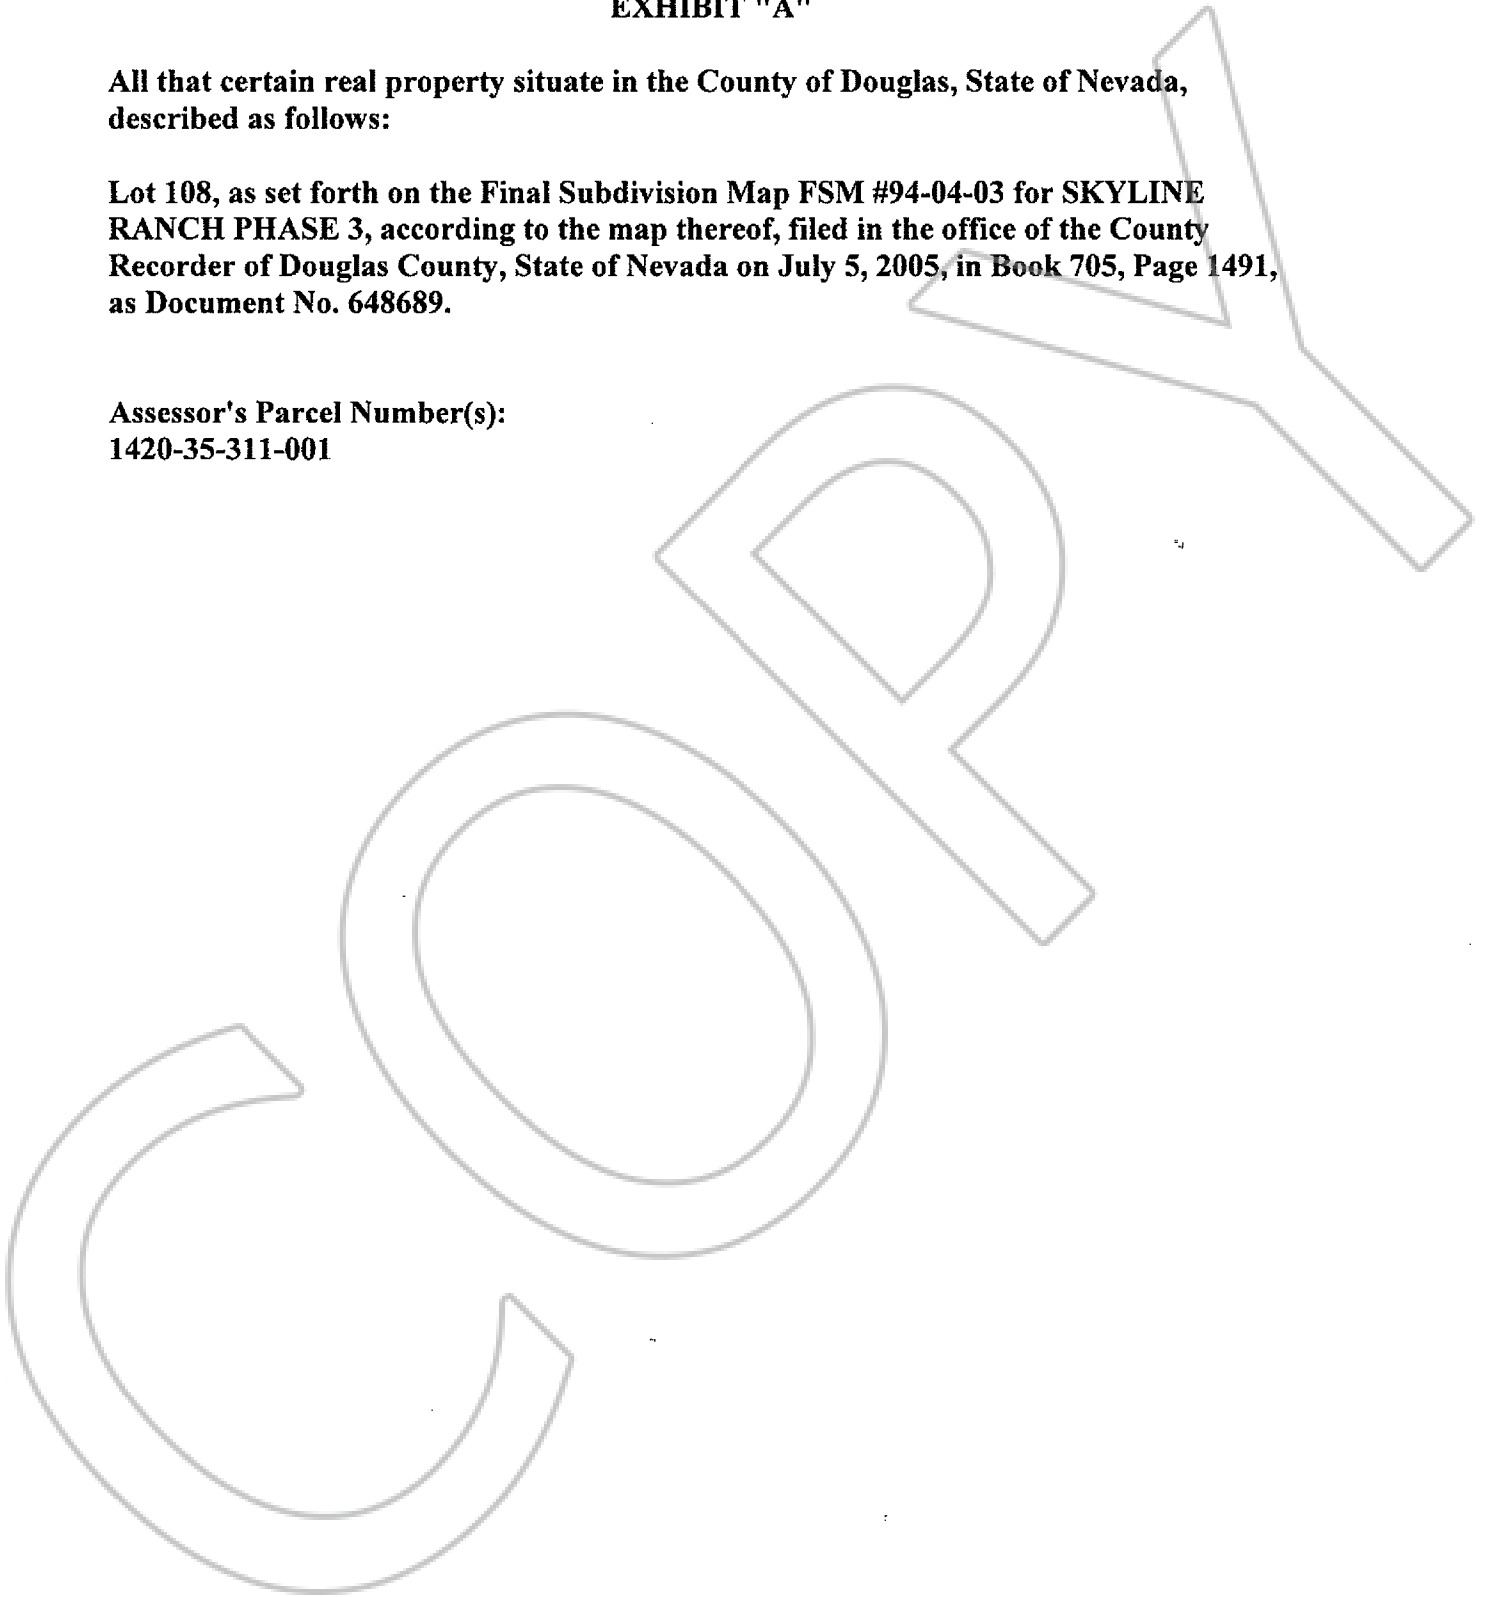 EXHIBIT "A"
All that certain real property situate in the County of Douglas, State of Nevada,
described as follows:
Lot 108, as set forth on the Final Subdivision Map FSM #94-04-03 for SKYLINE
RANCH PHASE 3, according to the map thereof, filed in the office of the County
Recorder of Douglas County, State of Nevada on July 5, 2005, in Book 705, Page 1491,
as Document No. 648689.
Assessor's Parcel Number(s):
1420-35-311-001
COPY